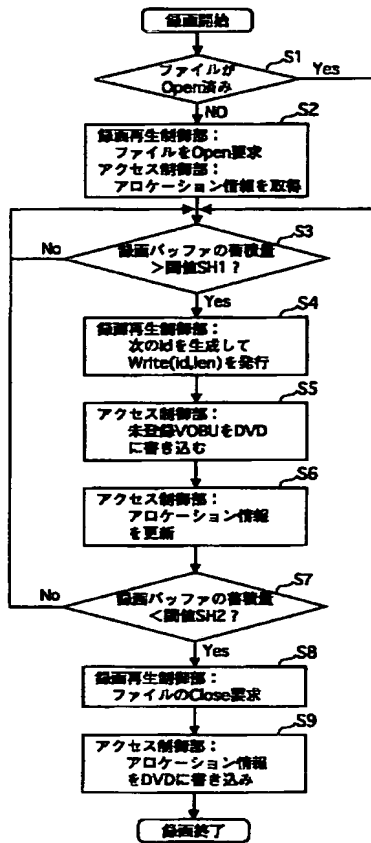 録画開始
S1
ファイルが
Open済み
Yes
NO
S2
録画再生制御部：
ファイルをOpen要求
アクセス制御部：
アロケーション情報を取得
S3
No
録画バッファの蓄積量
＞閾値SH1？
Yes
S4
録画再生制御部：
次のidを生成して
Write(id,len)を発行
S5
アクセス制御部：
未登録VOBUをDVD
に書き込む
S6
アクセス制御部：
アロケーション情報
を更新
S7
No
録画バッファの蓄積量
＜閾値SH2？
Yes
S8
録画再生制御部：
ファイルのClose要求
S9
アクセス制御部：
アロケーション情報
をDVDに書き込み
録画終了